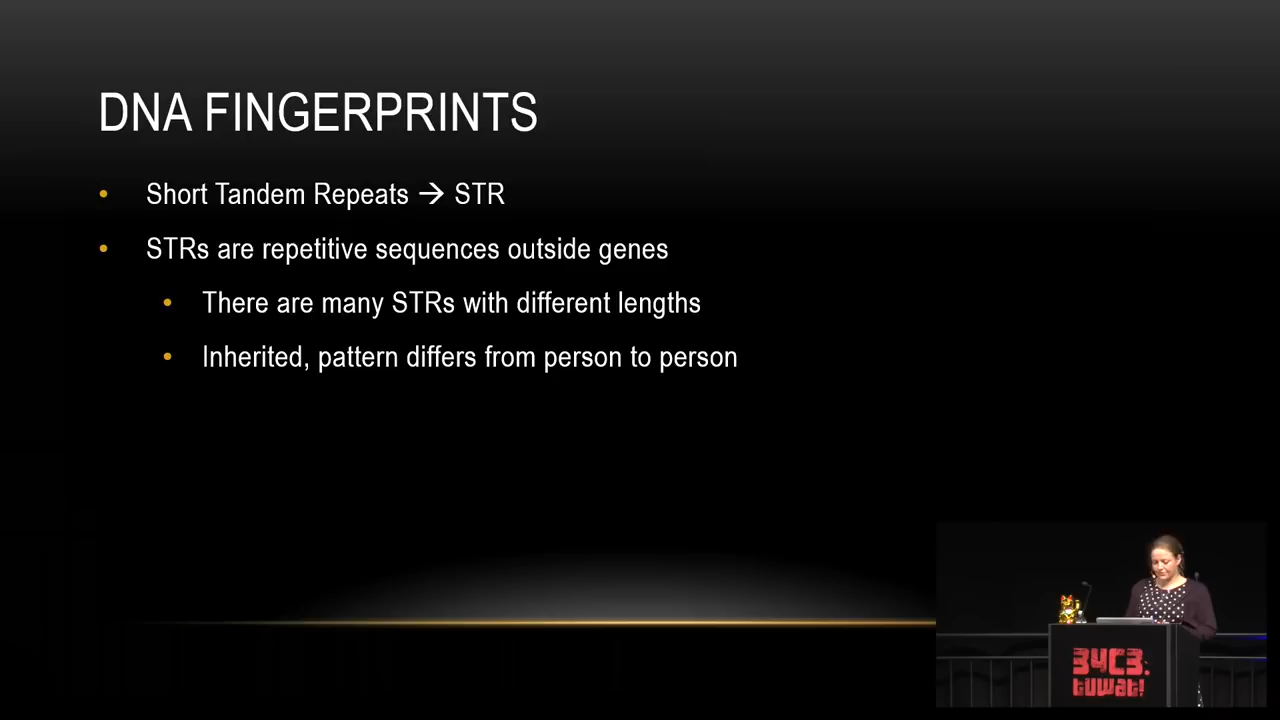 DNA FINGERPRINTS
• Short Tandem Repeats → STR
• STRs are repetitive sequences outside genes
• There are many STRs with different lengths
• Inherited, pattern differs from person to person
34C3.
tuwat!